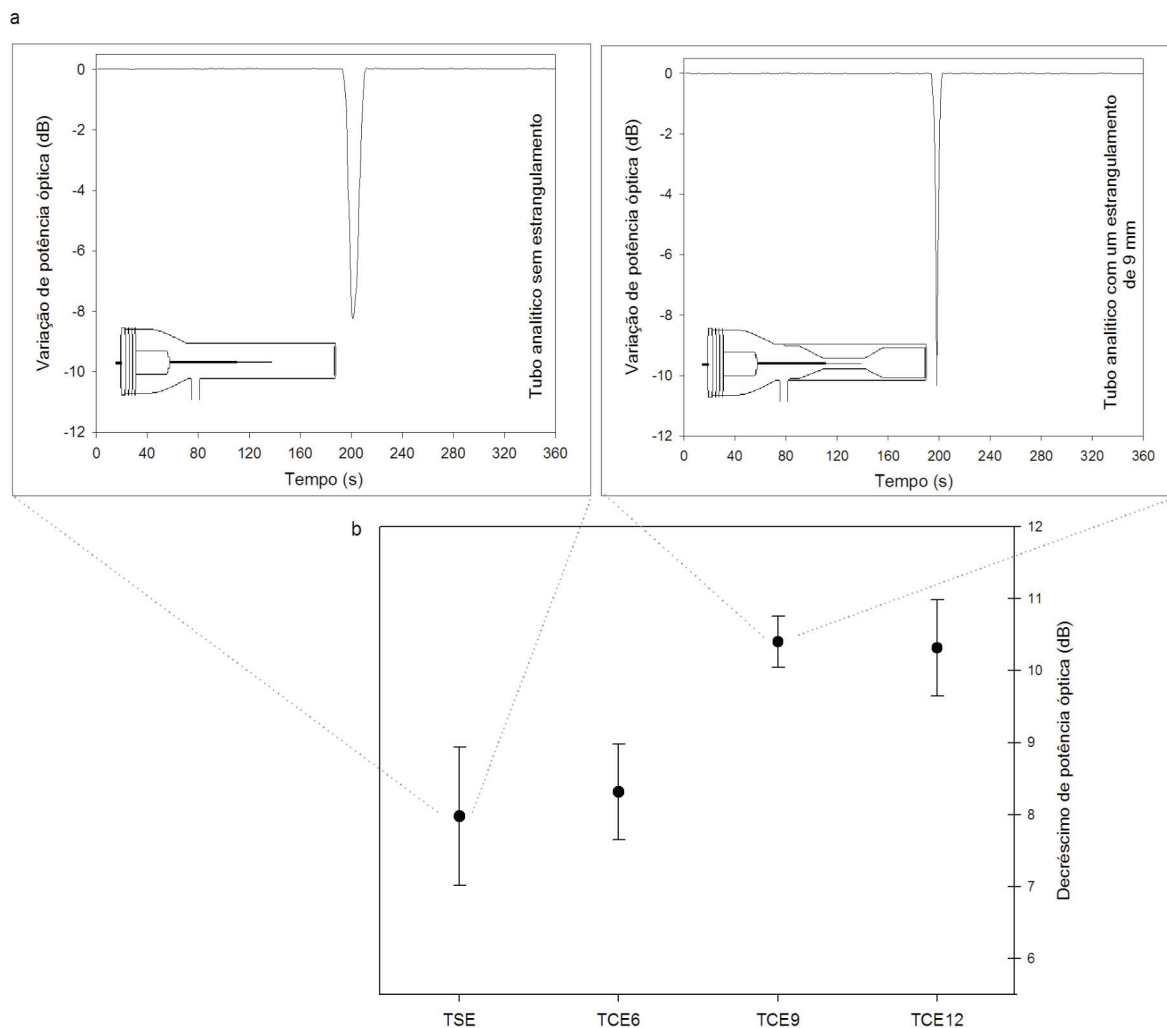 a
0
-2
-4
-6
-8
-10
-12
Variação de potência óptica (dB)
0 40 80 120 160 200 240 280 320 360
Tempo (s)
Tubo analítico sem estrangulamento
0
-2
-4
-6
-8
-10
-12
Variação de potência óptica (dB)
0 40 80 120 160 200 240 280 320 360
Tempo (s)
Tubo analítico com um estrangulamento
de 9 mm
b
12
11
10
9
8
7
6
Decréscimo de potência óptica (dB)
TSE TCE6 TCE9 TCE12